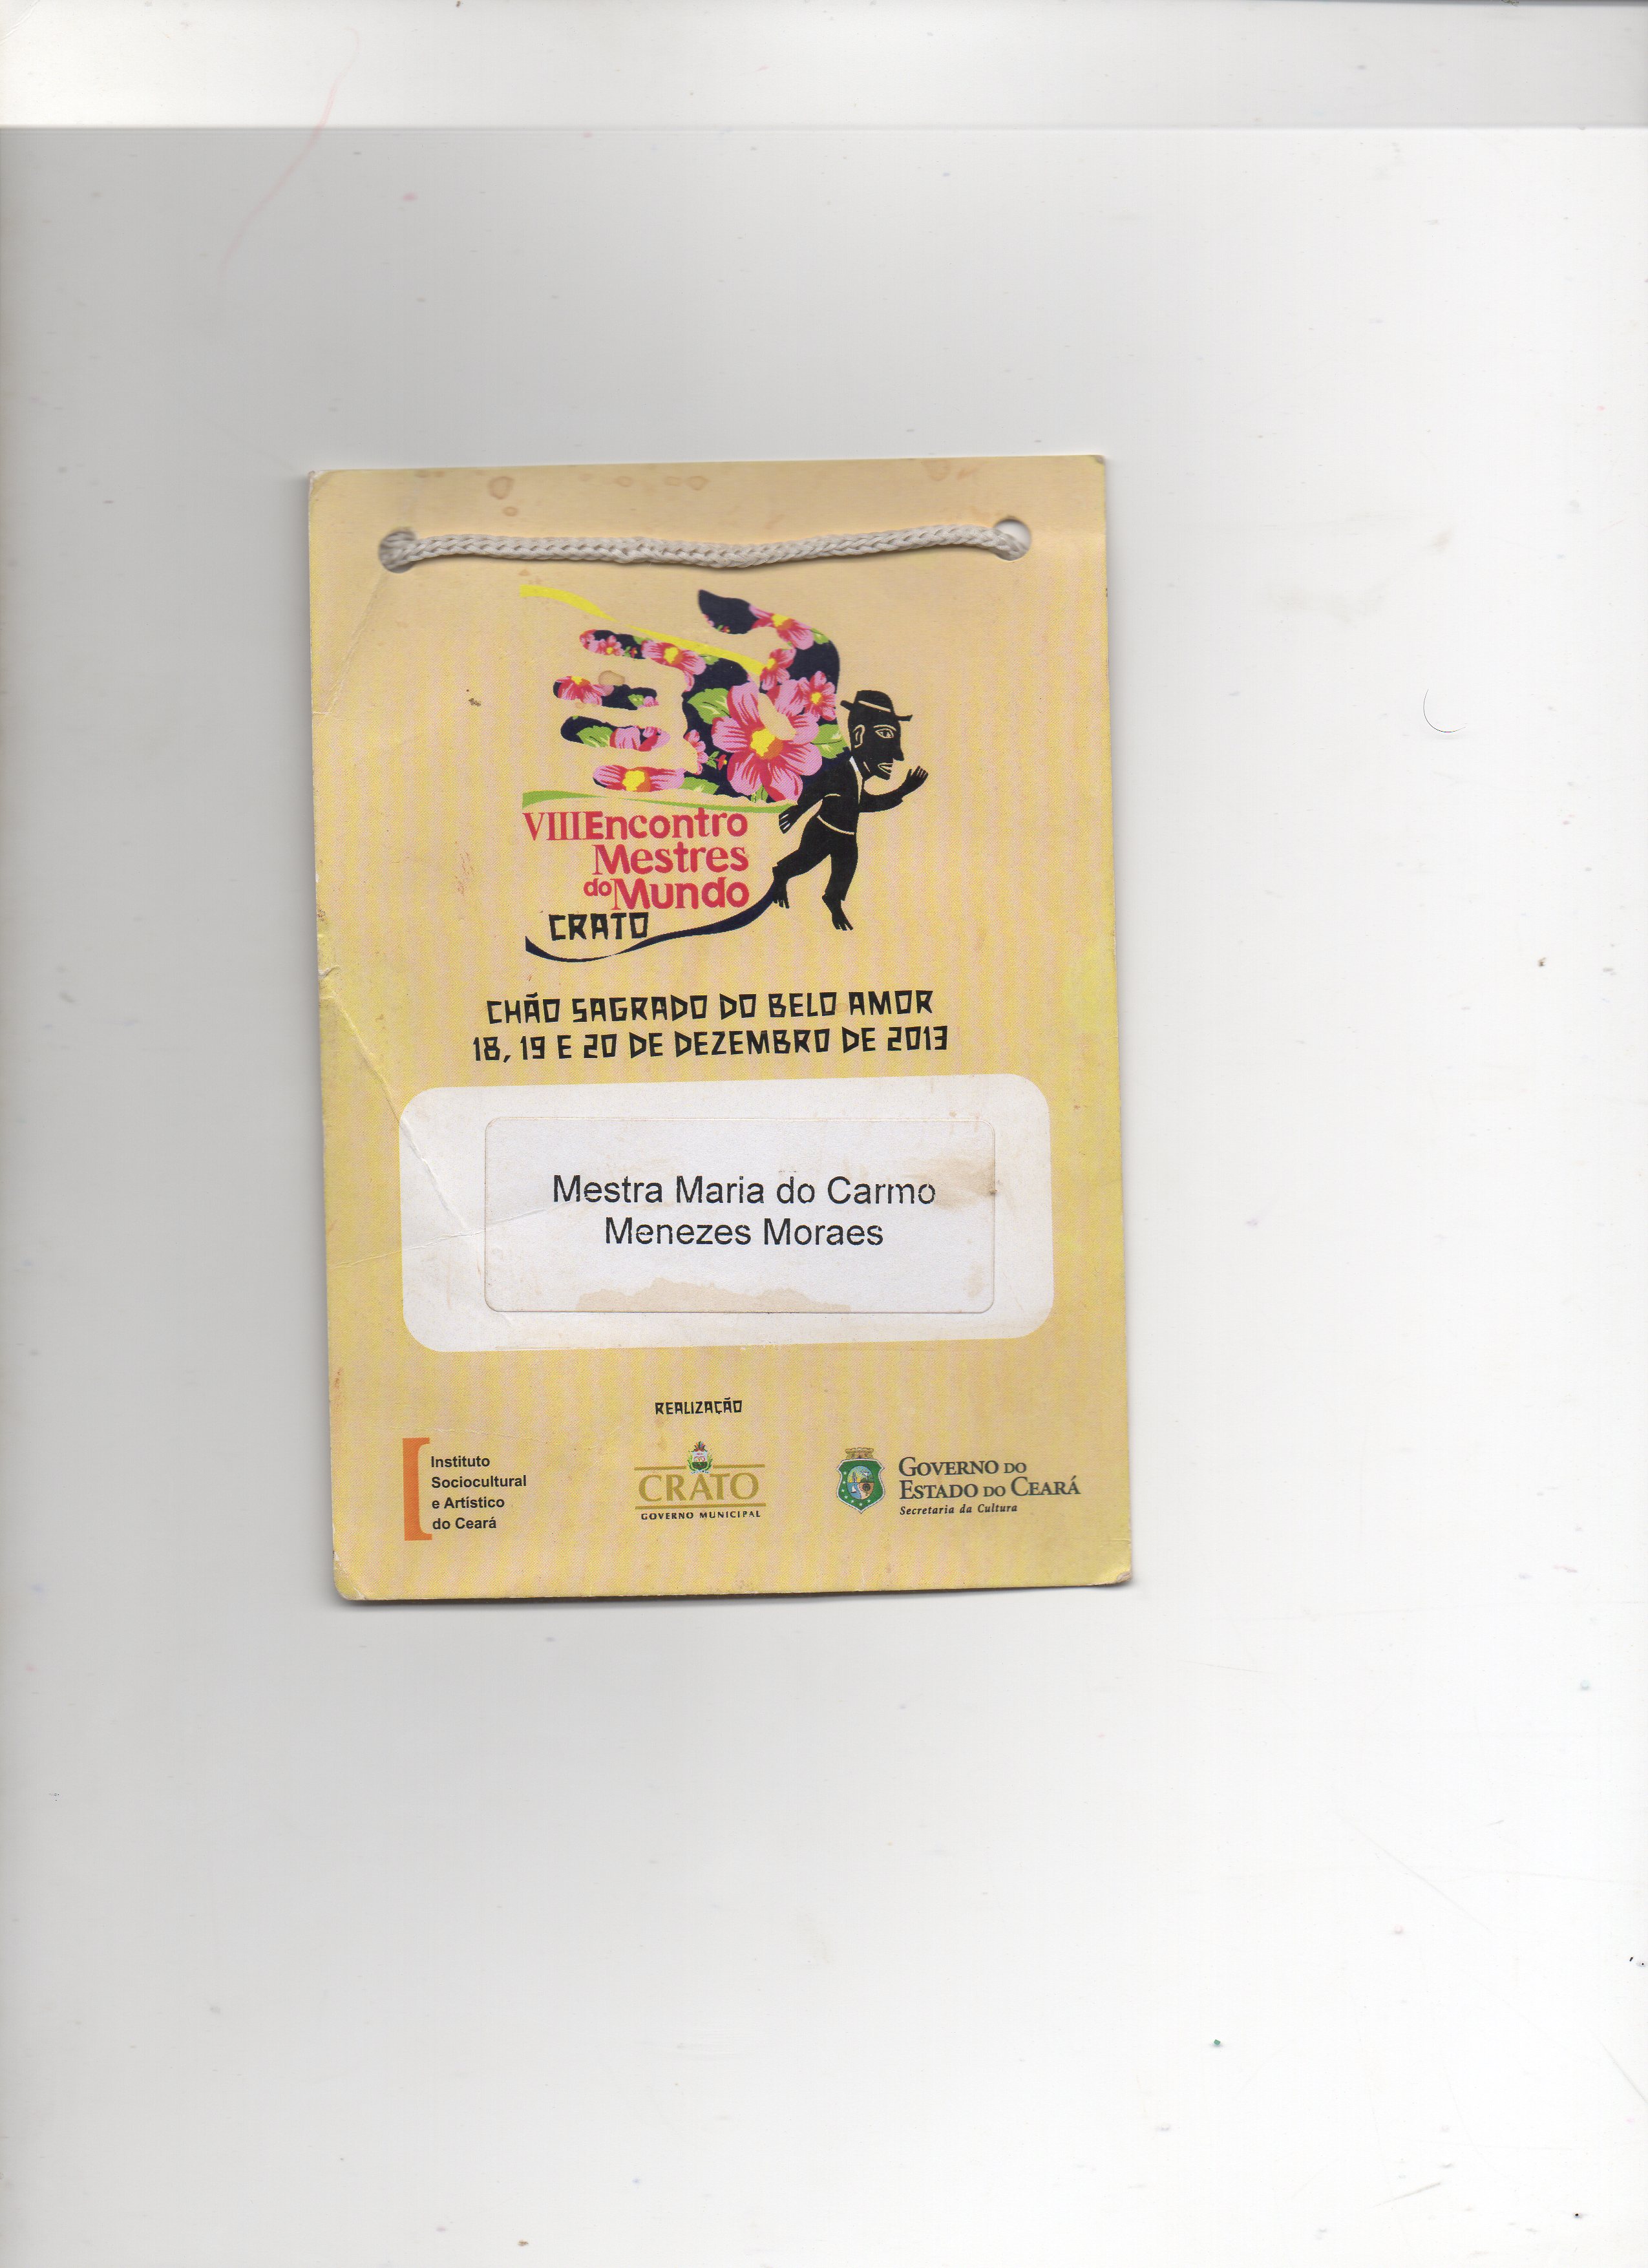 VIII Encontro
Mestres
do Mundo
CRATO
CHÃO SAGRADO DO BELO AMOR
18, 19 E 20 DE DEZEMBRO DE 2013
Mestra Maria do Carmo
Menezes Moraes
REALIZAÇÃO
Instituto
Sociocultural
e Artístico
do Ceará
CRATO
GOVERNO MUNICIPAL
GOVERNO DO
ESTADO DO CEARÁ
Secretaria da Cultura